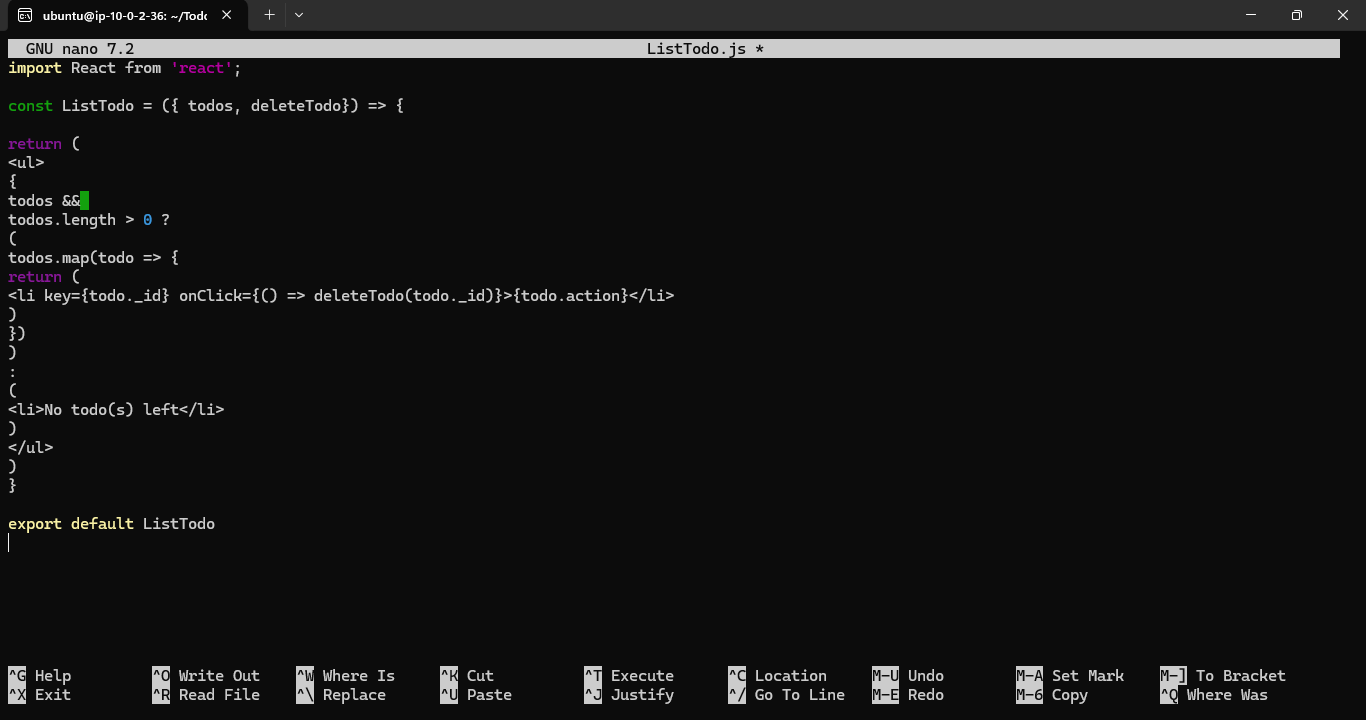 ubuntu@ip-10-0-2-36: ~/Todo
GNU nano 7.2 ListTodo.js *
import React from 'react';
const ListTodo = ({ todos, deleteTodo}) => {
return (
<ul>
{
todos &&
todos.length > 0 ?
(
todos.map(todo => {
return (
<li key={todo._id} onClick={() => deleteTodo(todo._id)}>{todo.action}</li>
)
})
)
:
(
<li>No todo(s) left</li>
)
</ul>
)
}
export default ListTodo
^G Help ^O Write Out ^W Where Is ^K Cut ^T Execute ^C Location M-U Undo M-A Set Mark M-] To Bracket
^X Exit ^R Read File ^\ Replace ^U Paste ^J Justify ^/ Go To Line M-E Redo M-6 Copy ^Q Where Was